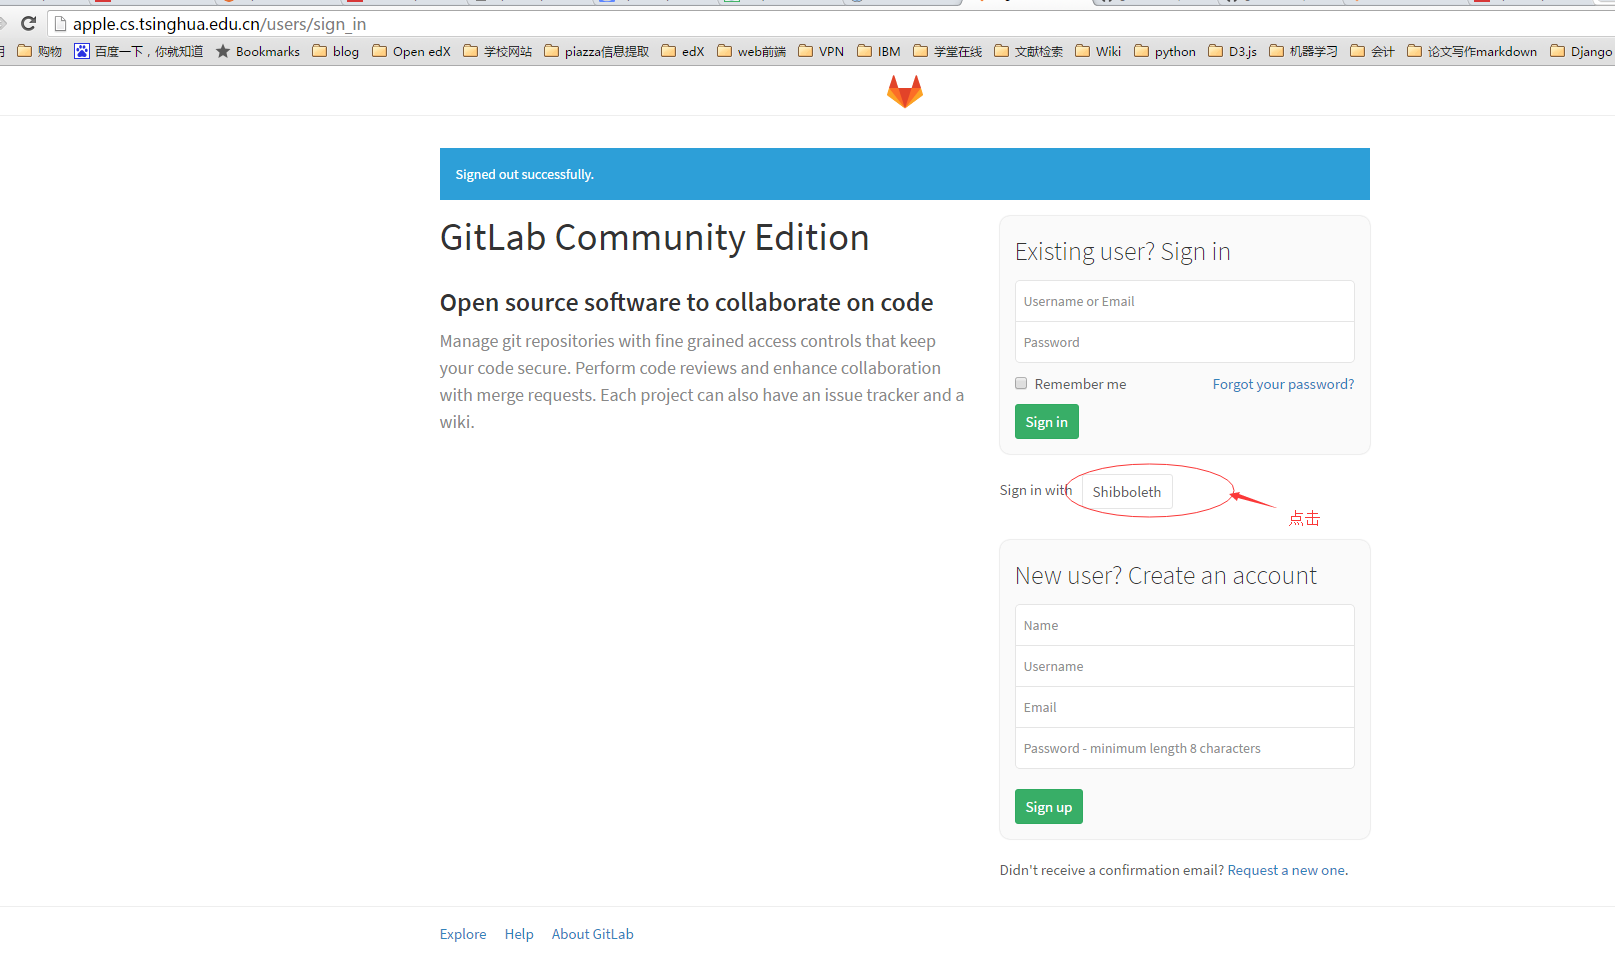 apple.cs.tsinghua.edu.cn/users/sign_in
购物 百度一下，你就知道 Bookmarks blog Open edX 学校网站 piazza信息提取 edX web前端 VPN IBM 学堂在线 文献检索 Wiki python D3.js 机器学习 会计 论文写作markdown Django
Signed out successfully.
GitLab Community Edition
Open source software to collaborate on code
Manage git repositories with fine grained access controls that keep
your code secure. Perform code reviews and enhance collaboration
with merge requests. Each project can also have an issue tracker and a
wiki.
Existing user? Sign in
Username or Email
Password
Remember me Forgot your password?
Sign in
Sign in with Shibboleth
点击
New user? Create an account
Name
Username
Email
Password - minimum length 8 characters
Sign up
Didn't receive a confirmation email? Request a new one.
Explore Help About GitLab